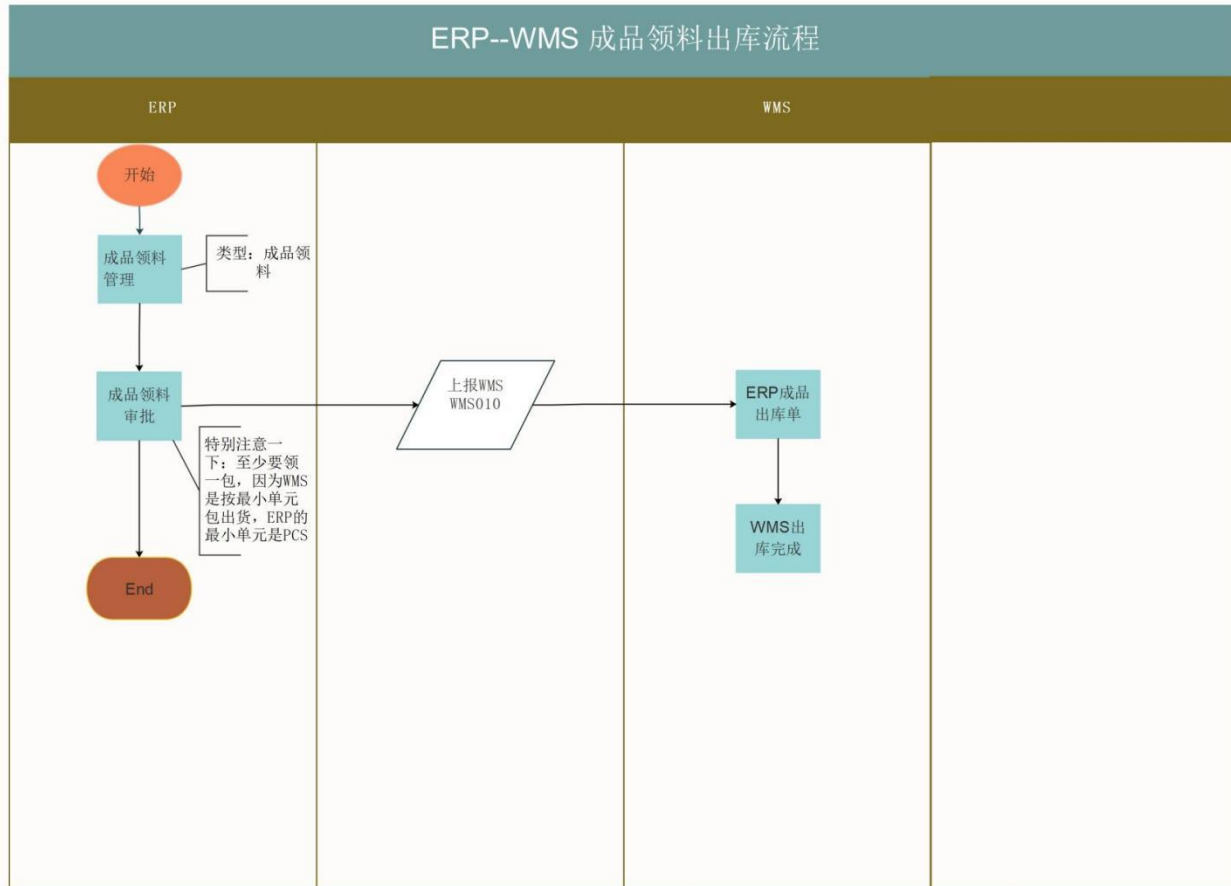 ERP--WMS 成品领料出库流程
ERP
WMS
开始
成品领料
管理
类型：成品领
料
成品领料
审批
上报WMS
WMS010
ERP成品
出库单
特别注意一
下：至少要领
一包，因为WMS
是按最小单元
包出货，ERP的
最小单元是PCS
WMS出
库完成
End